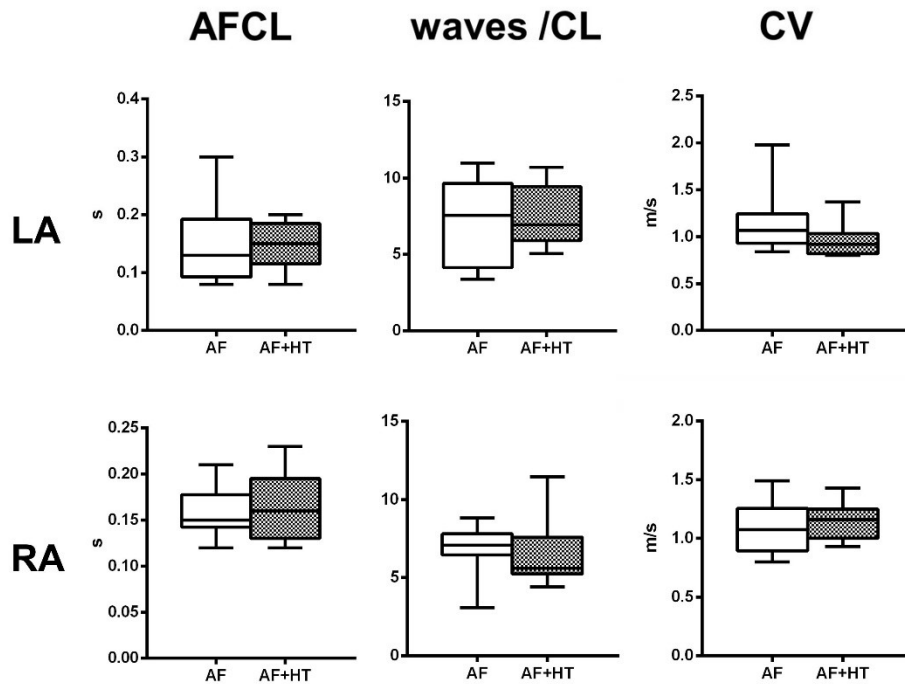 AFCL waves /CL CV
LA
s
0.4
0.3
0.2
0.1
0.0
AF AF+HT
15
10
5
0
AF AF+HT
m/s
2.5
2.0
1.5
1.0
0.5
0.0
AF AF+HT
RA
s
0.25
0.20
0.15
0.10
0.05
0.00
AF AF+HT
15
10
5
0
AF AF+HT
m/s
2.0
1.5
1.0
0.5
0.0
AF AF+HT